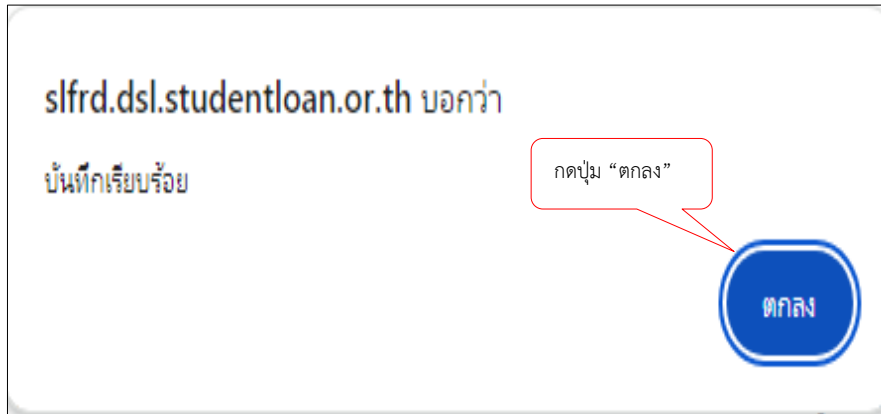 slfrd.dsl.studentloan.or.th บอกว่า
บันทึกเรียบร้อย
กดปุ่ม “ตกลง”
ตกลง